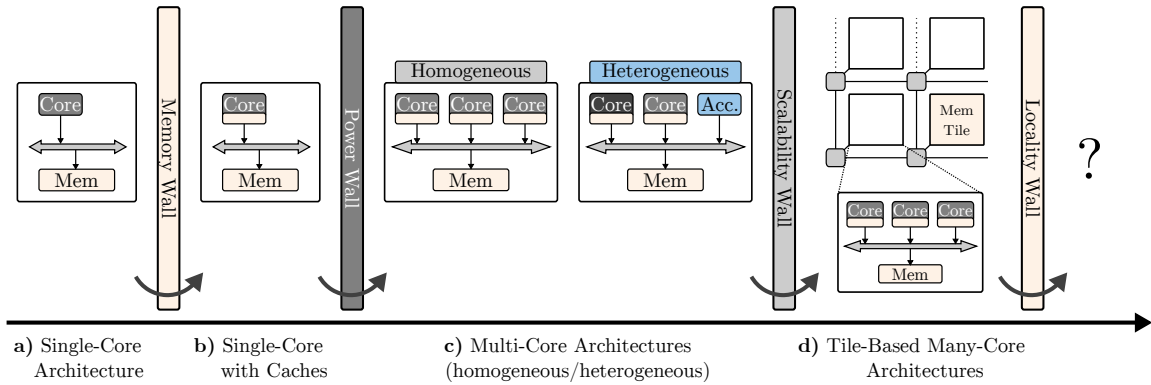 Core
Mem
Memory Wall
Core
Mem
Power Wall
Homogeneous
Core Core Core
Mem
Heterogeneous
Core Core Acc.
Mem
Scalability Wall
Mem
Tile
Core Core Core
Mem
Locality Wall
?
a) Single-Core
Architecture
b) Single-Core
with Caches
c) Multi-Core Architectures
(homogeneous/heterogeneous)
d) Tile-Based Many-Core
Architectures